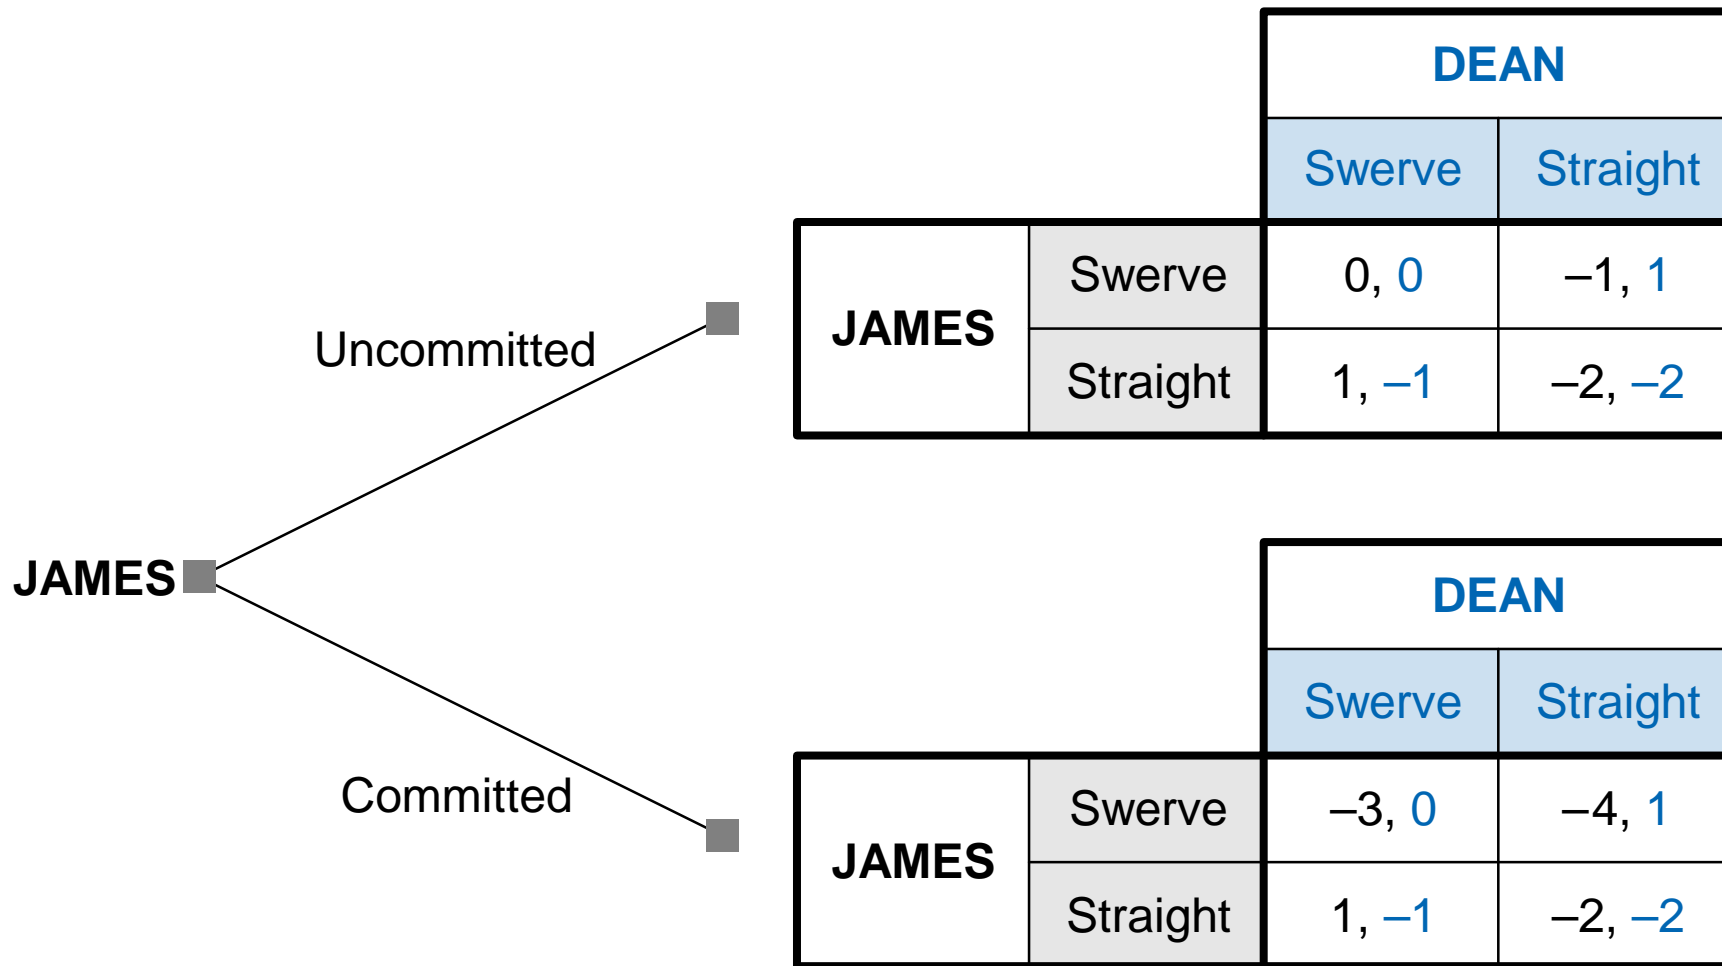 DEAN
Swerve Straight
JAMES Swerve 0, 0 –1, 1
Straight 1, –1 –2, –2
Uncommitted
JAMES
Committed
DEAN
Swerve Straight
JAMES Swerve –3, 0 –4, 1
Straight 1, –1 –2, –2